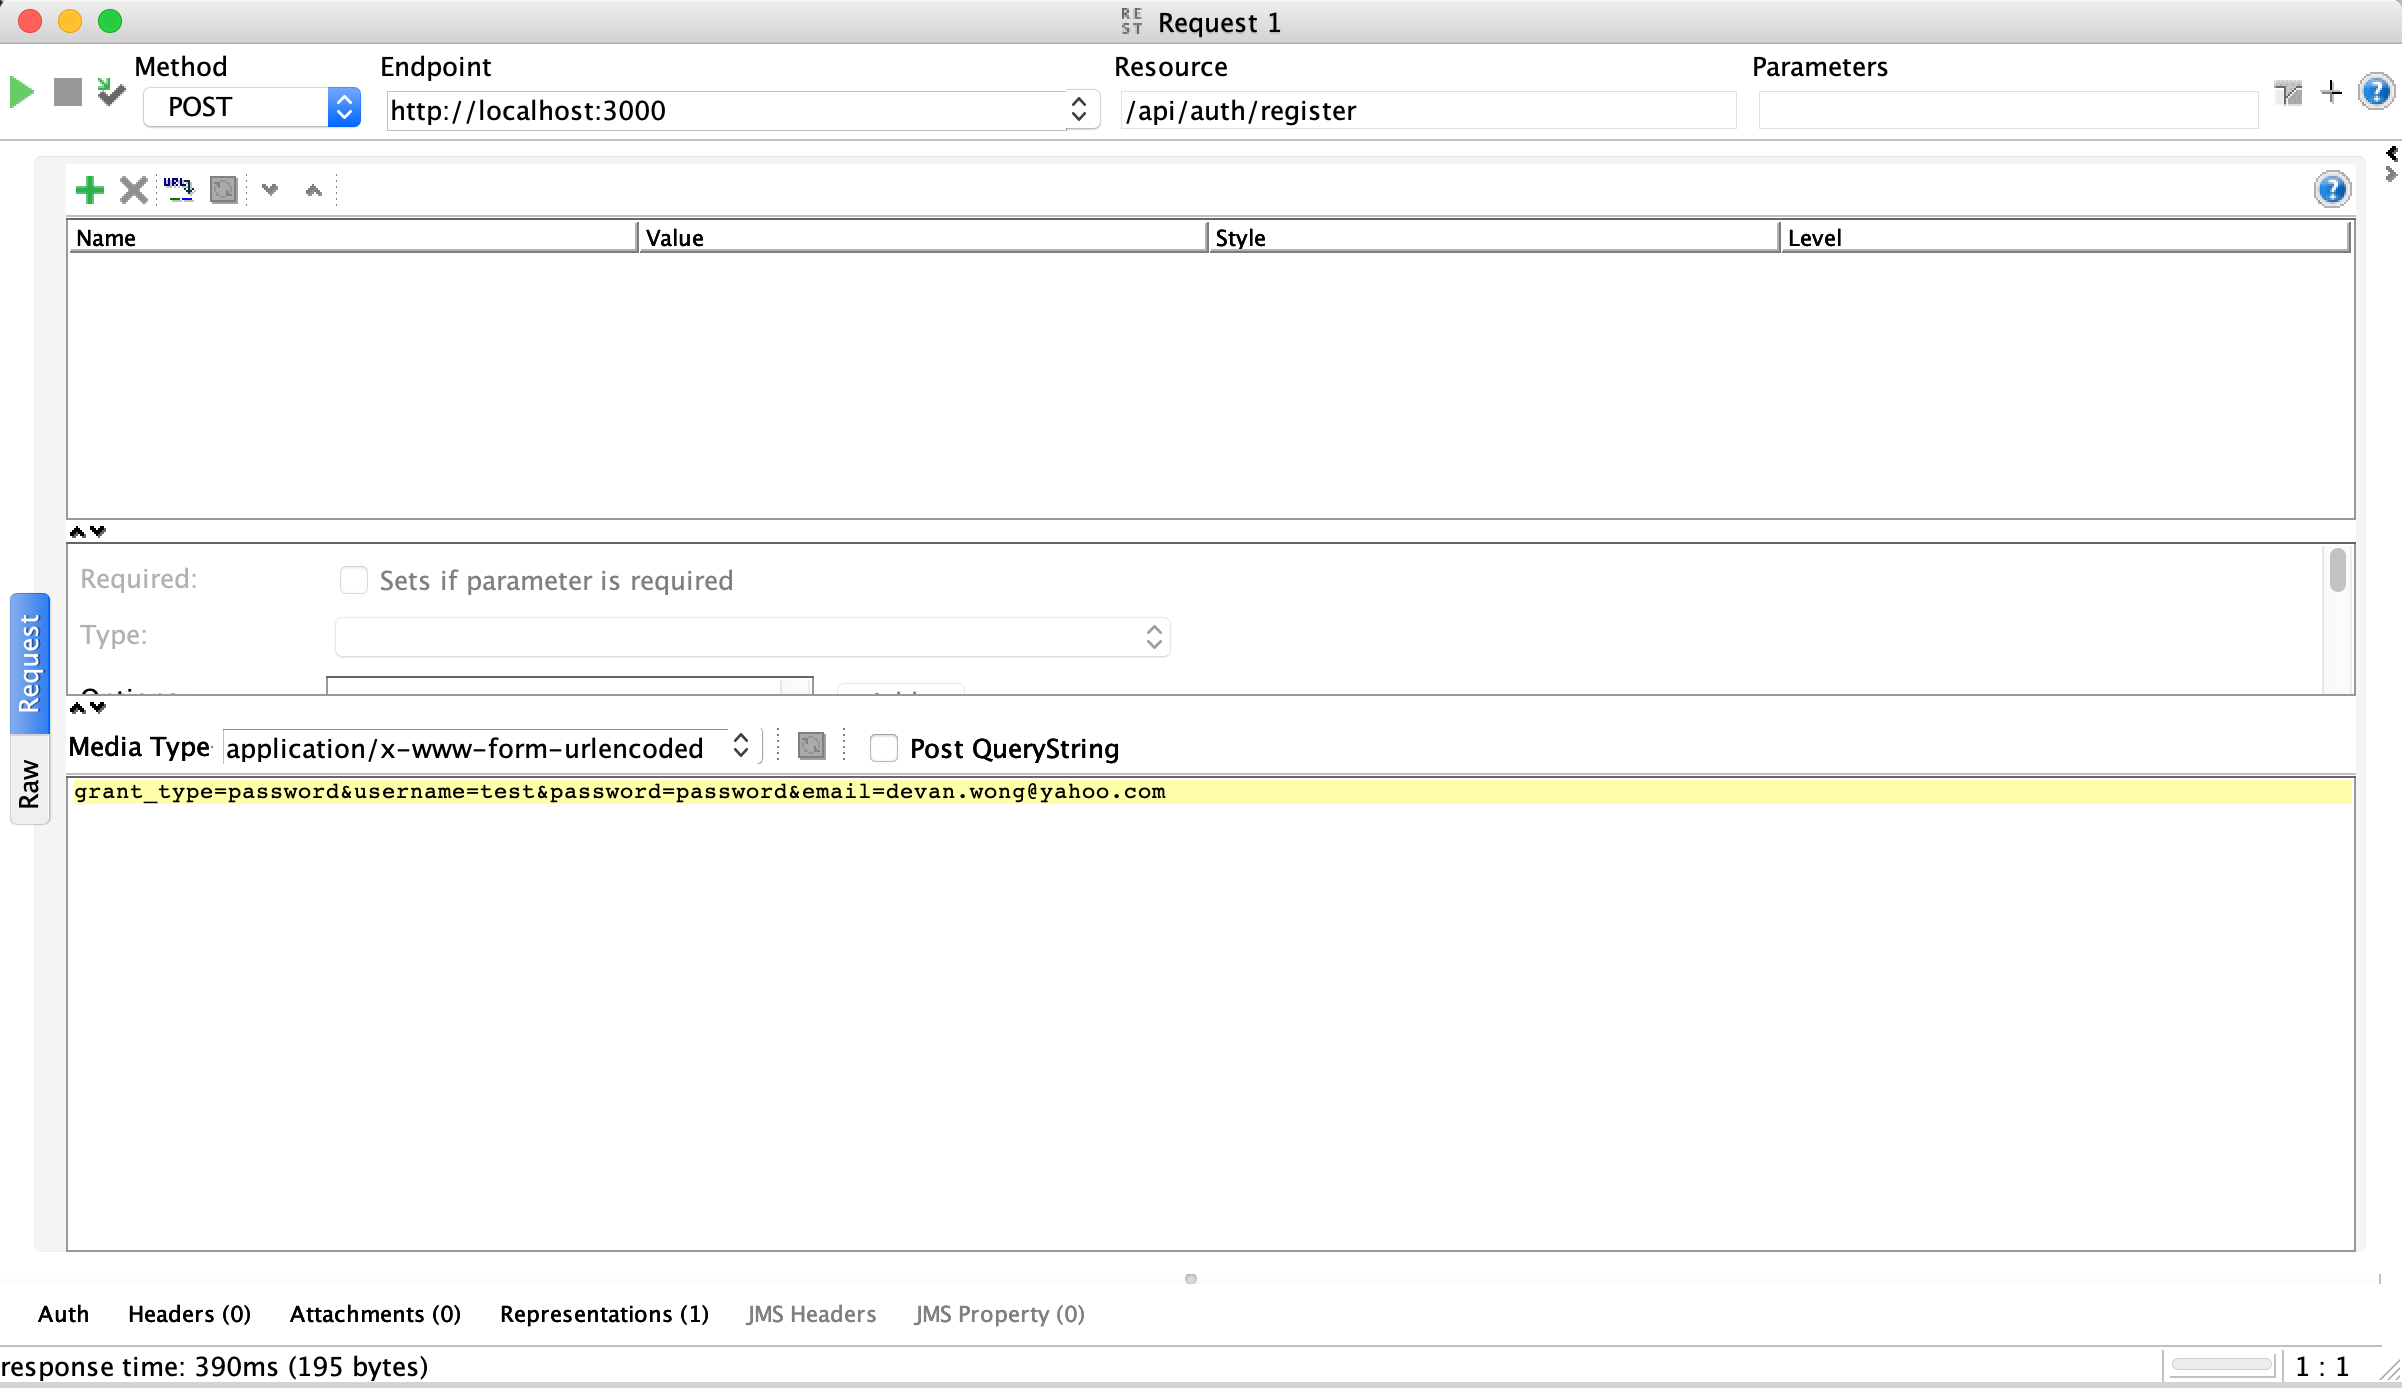 REST Request 1
Method Endpoint Resource Parameters
POST http://localhost:3000 /api/auth/register
URL
Name Value Style Level
Required: Sets if parameter is required
Type:
Request
Raw
Media Type application/x-www-form-urlencoded Post QueryString
grant_type=password&username=test&password=password&email=devan.wong@yahoo.com
Auth Headers (0) Attachments (0) Representations (1) JMS Headers JMS Property (0)
response time: 390ms (195 bytes) 1 : 1